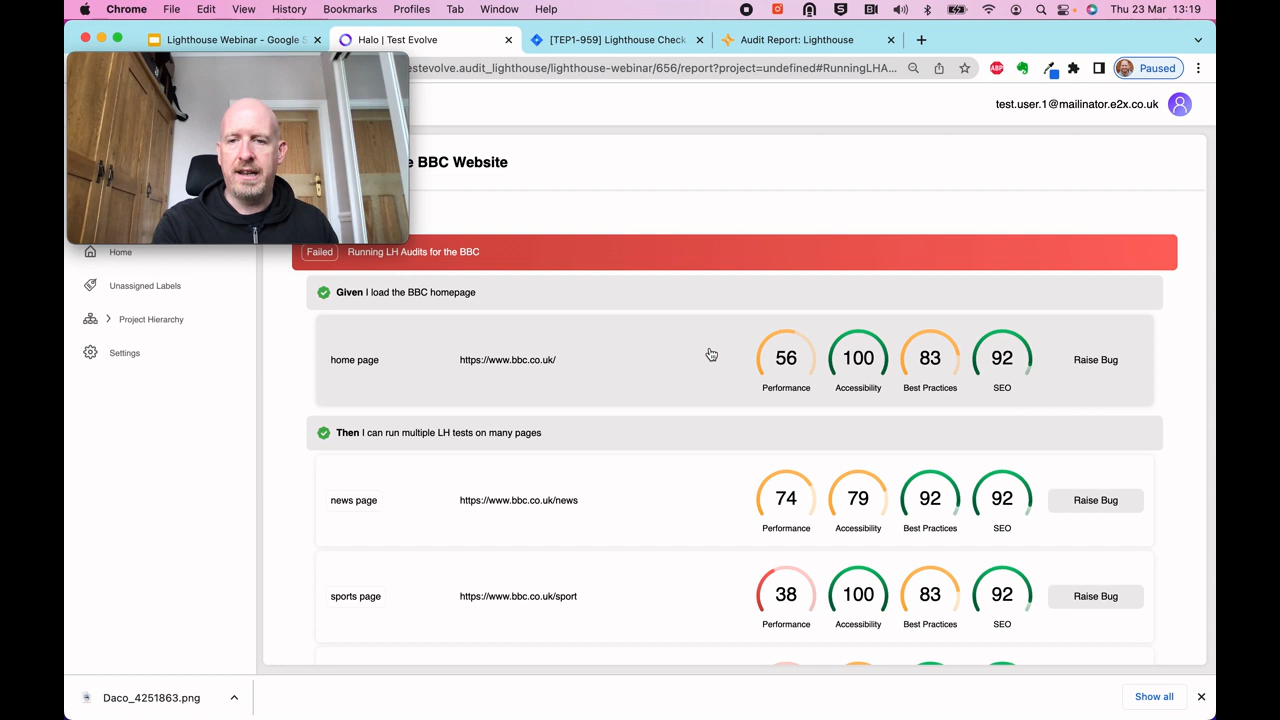 Chrome File Edit View History Bookmarks Profiles Tab Window Help Thu 23 Mar 13:19
Lighthouse Webinar – Google S Halo | Test Evolve [TEP1-959] Lighthouse Check Audit Report: Lighthouse
testevolve.audit_lighthouse/lighthouse-webinar/656/report?project=undefined#RunningLHA... ABP Paused
test.user.1@mailinator.e2x.co.uk
e BBC Website
Home
Unassigned Labels
Project Hierarchy
Settings
Failed Running LH Audits for the BBC
Given I load the BBC homepage
home page https://www.bbc.co.uk/ 56 100 83 92 Raise Bug
Performance Accessibility Best Practices SEO
Then I can run multiple LH tests on many pages
news page https://www.bbc.co.uk/news 74 79 92 92 Raise Bug
Performance Accessibility Best Practices SEO
sports page https://www.bbc.co.uk/sport 38 100 83 92 Raise Bug
Performance Accessibility Best Practices SEO
Daco_4251863.png Show all